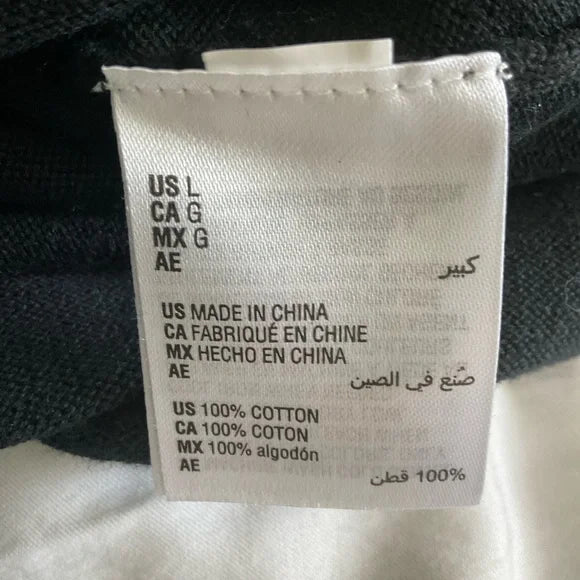 US L
CA G
MX G
AE كبير
US MADE IN CHINA
CA FABRIQUÉ EN CHINE
MX HECHO EN CHINA
AE صُنع في الصين
US 100% COTTON
CA 100% COTON
MX 100% algodón
AE 100% قطن